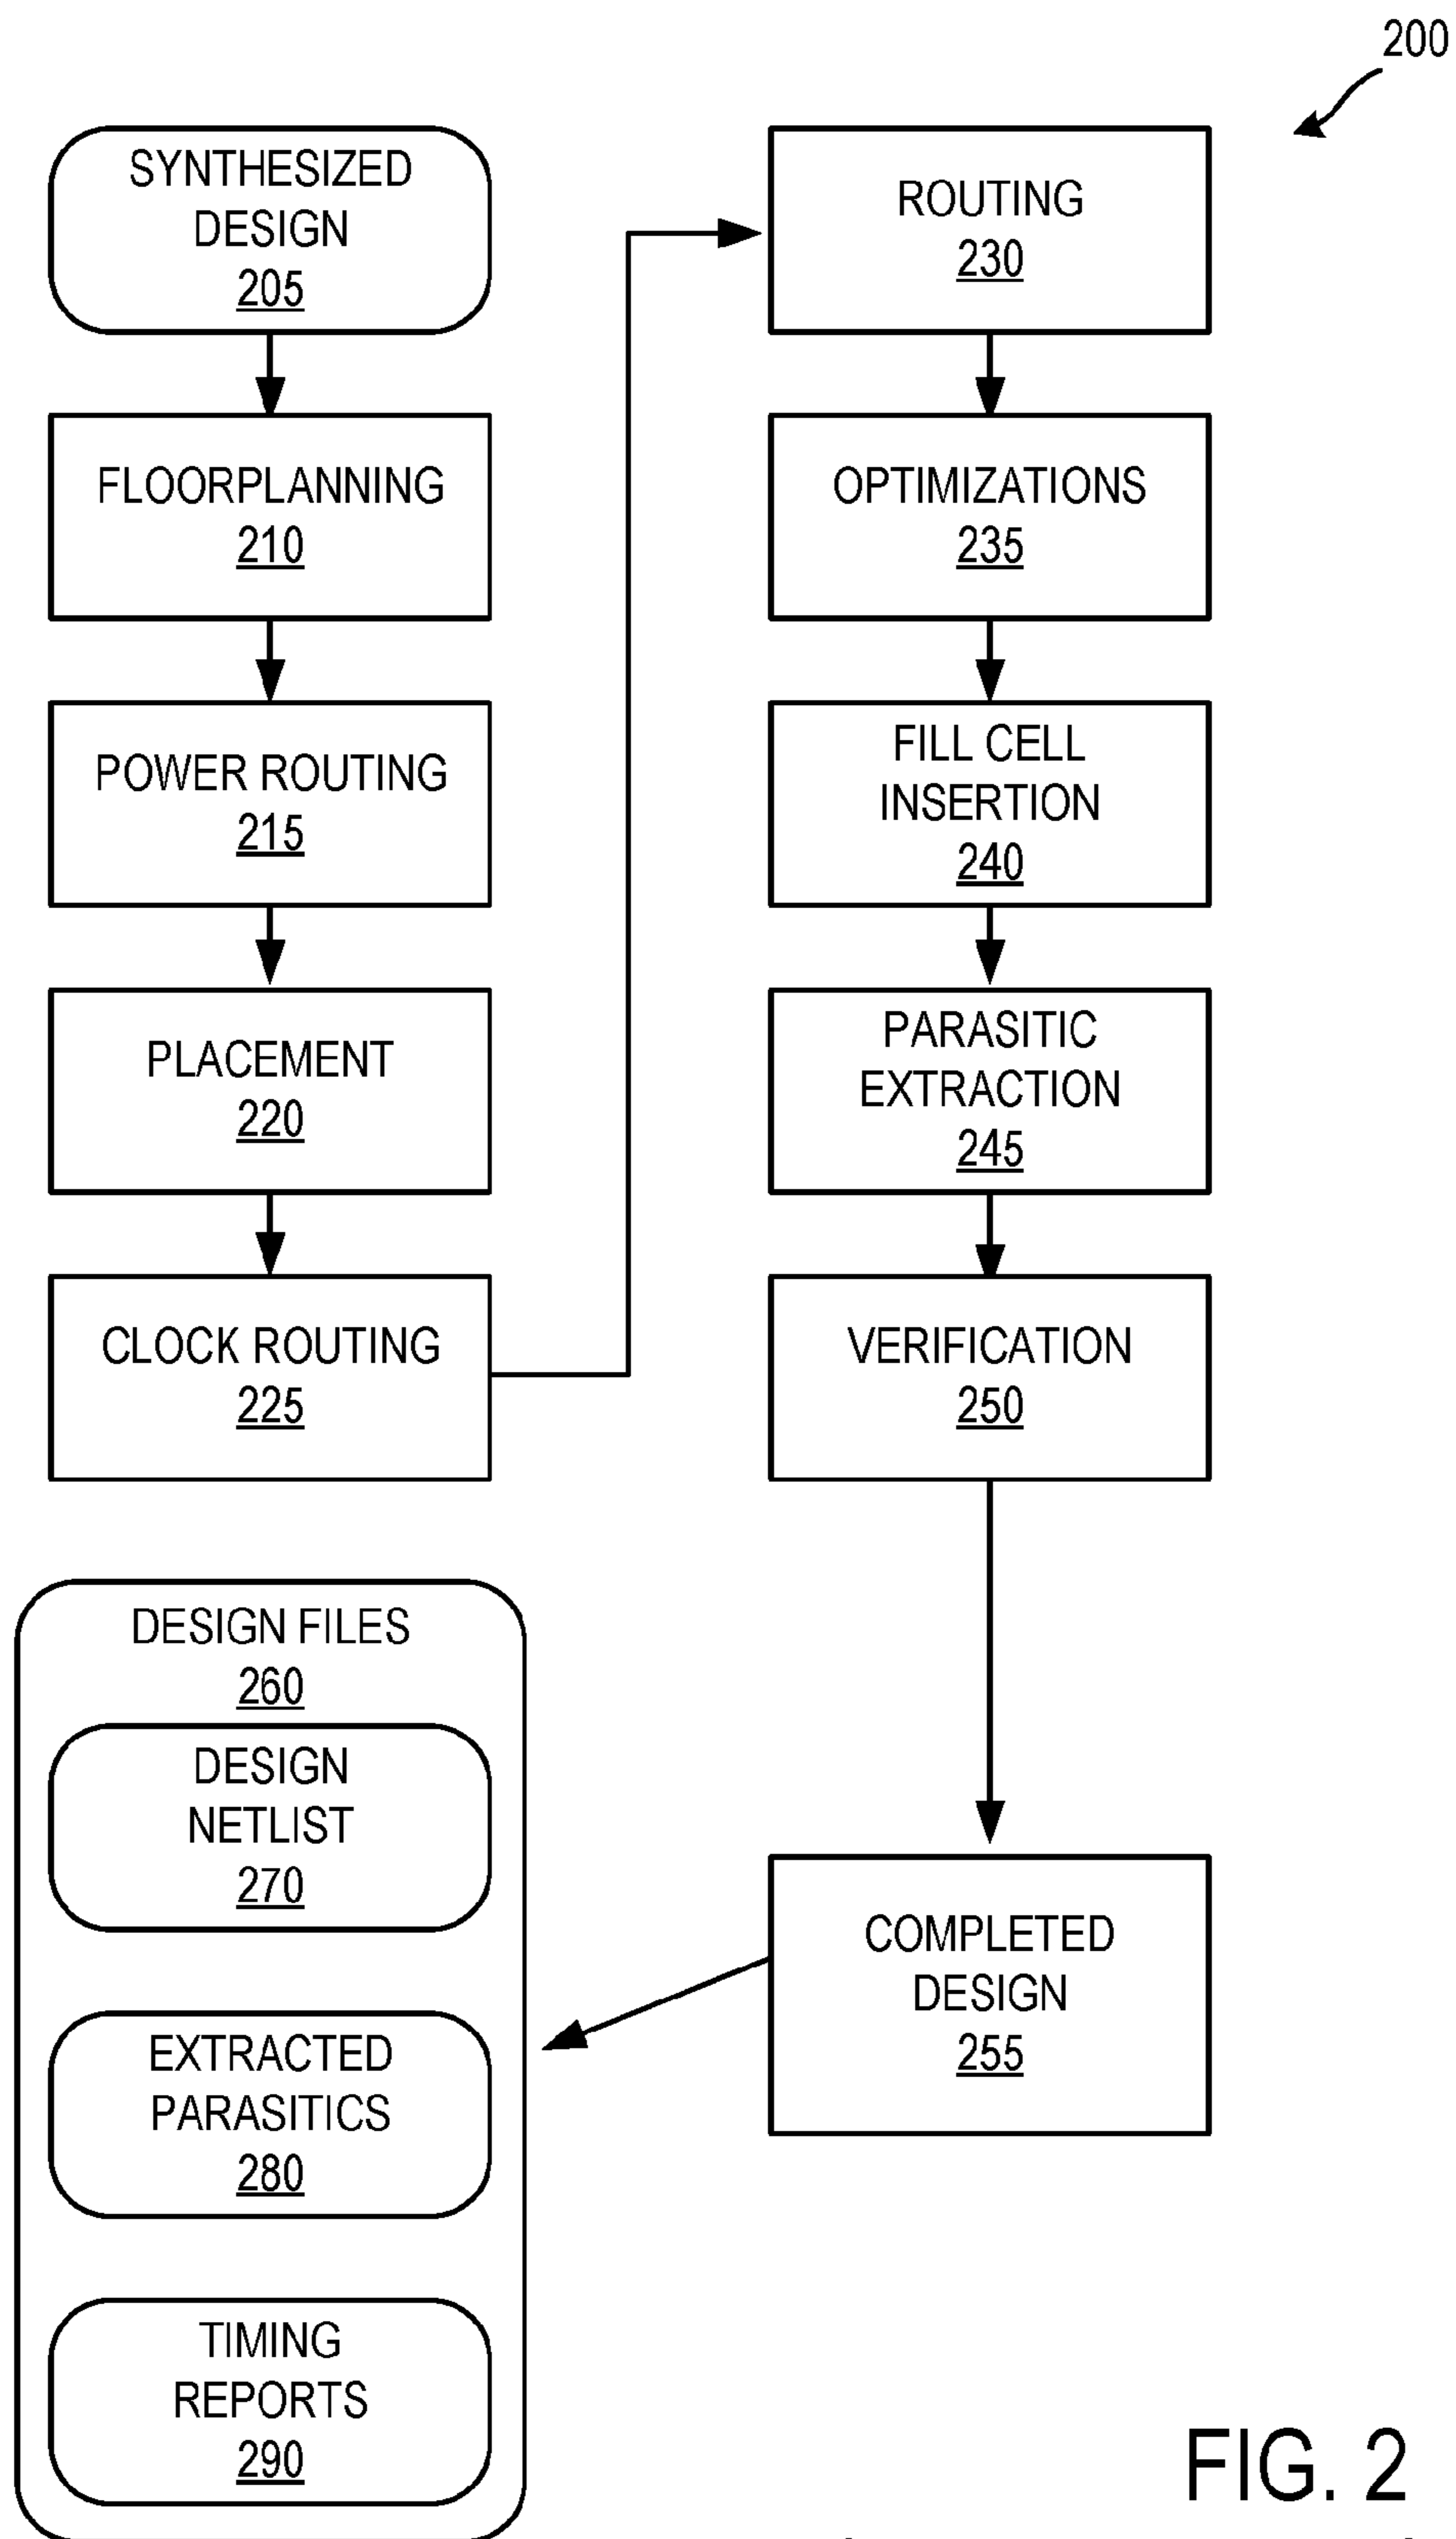 200
SYNTHESIZED
DESIGN
205
FLOORPLANNING
210
POWER ROUTING
215
PLACEMENT
220
CLOCK ROUTING
225
ROUTING
230
OPTIMIZATIONS
235
FILL CELL
INSERTION
240
PARASITIC
EXTRACTION
245
VERIFICATION
250
COMPLETED
DESIGN
255
DESIGN FILES
260
DESIGN
NETLIST
270
EXTRACTED
PARASITICS
280
TIMING
REPORTS
290
FIG. 2